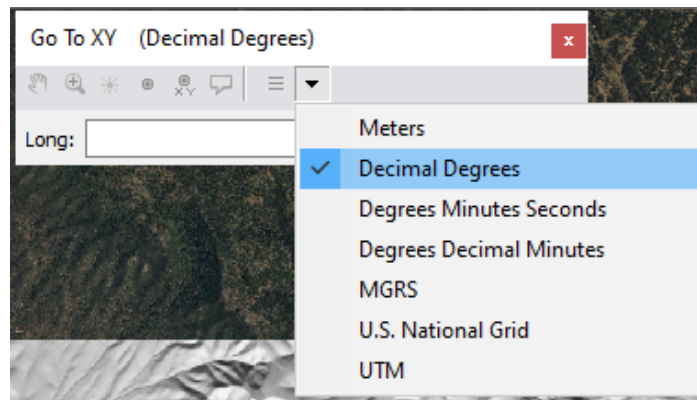 Go To XY (Decimal Degrees)
x
XY
Long:
Meters
Decimal Degrees
Degrees Minutes Seconds
Degrees Decimal Minutes
MGRS
U.S. National Grid
UTM